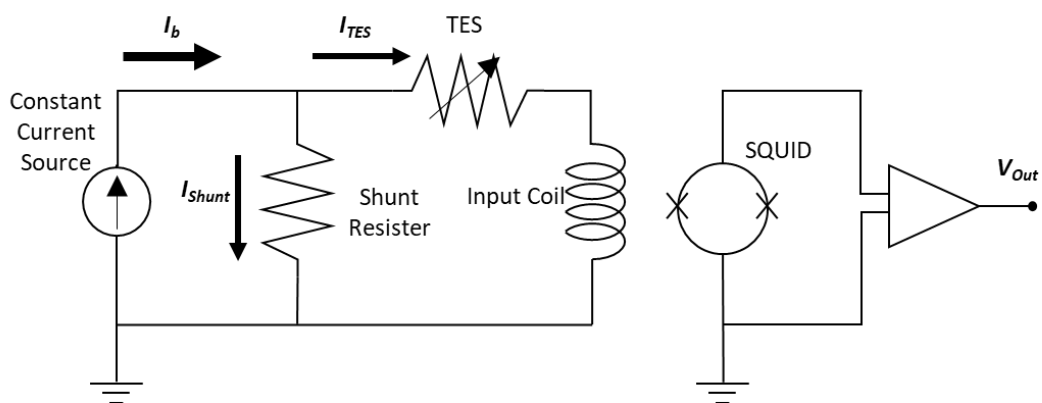 I_b
I_TES
TES
Constant
Current
Source
I_Shunt
Shunt
Resister
Input Coil
SQUID
V_Out